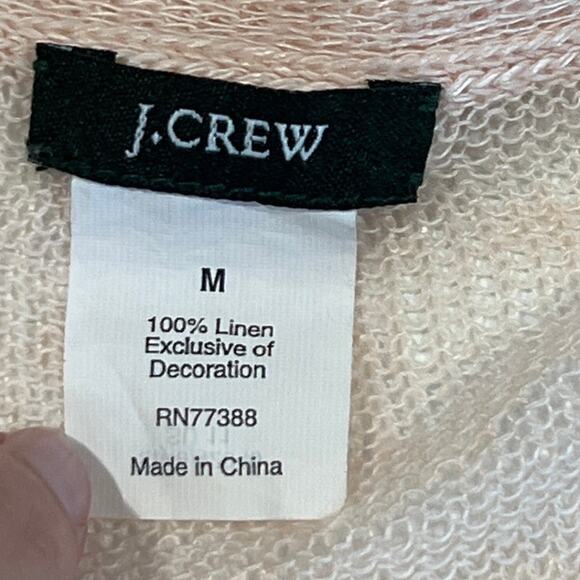 J.CREW
M
100% Linen
Exclusive of
Decoration
RN77388
Made in China